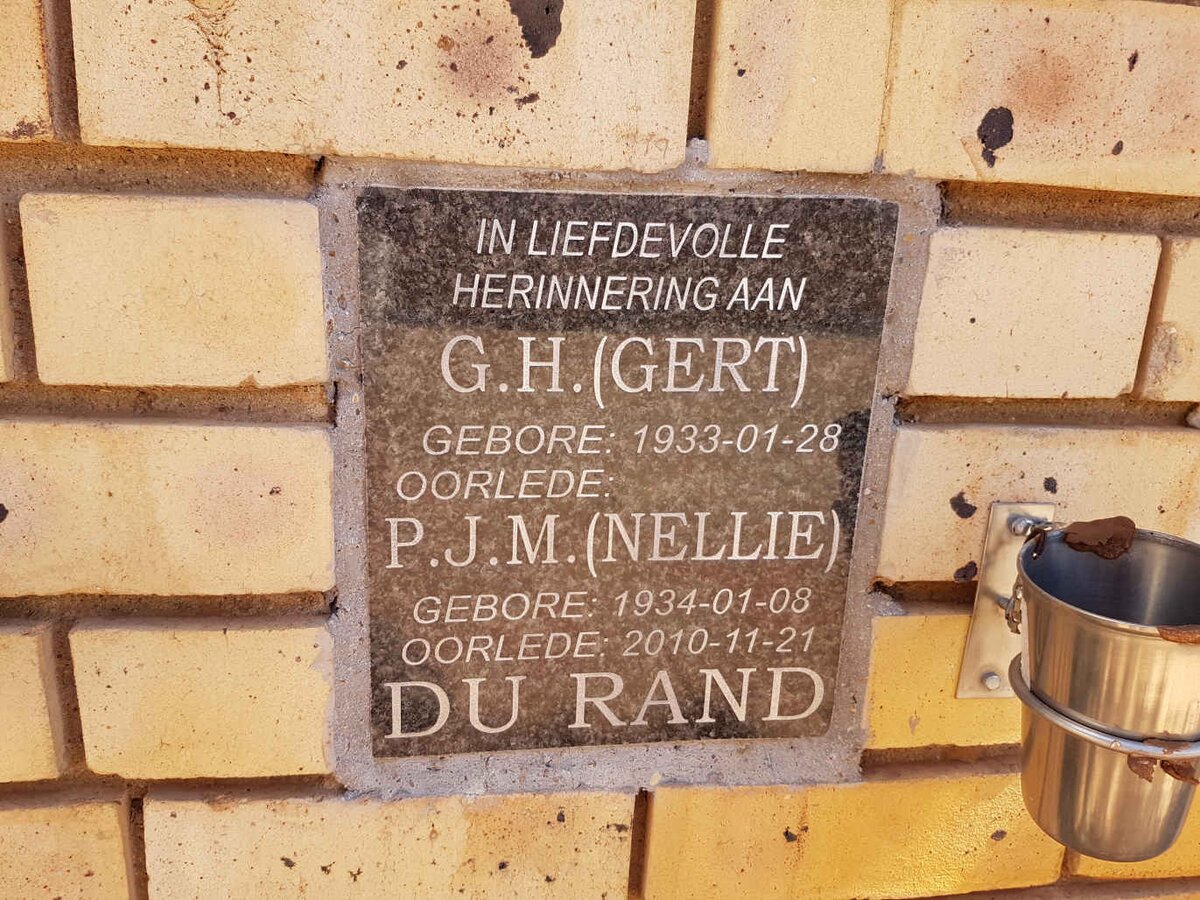 IN LIEFDEVOLLE
HERINNERING AAN
G.H.(GERT)
GEBORE: 1933-01-28
OORLEDE:
P.J.M.(NELLIE)
GEBORE: 1934-01-08
OORLEDE: 2010-11-21
DU RAND